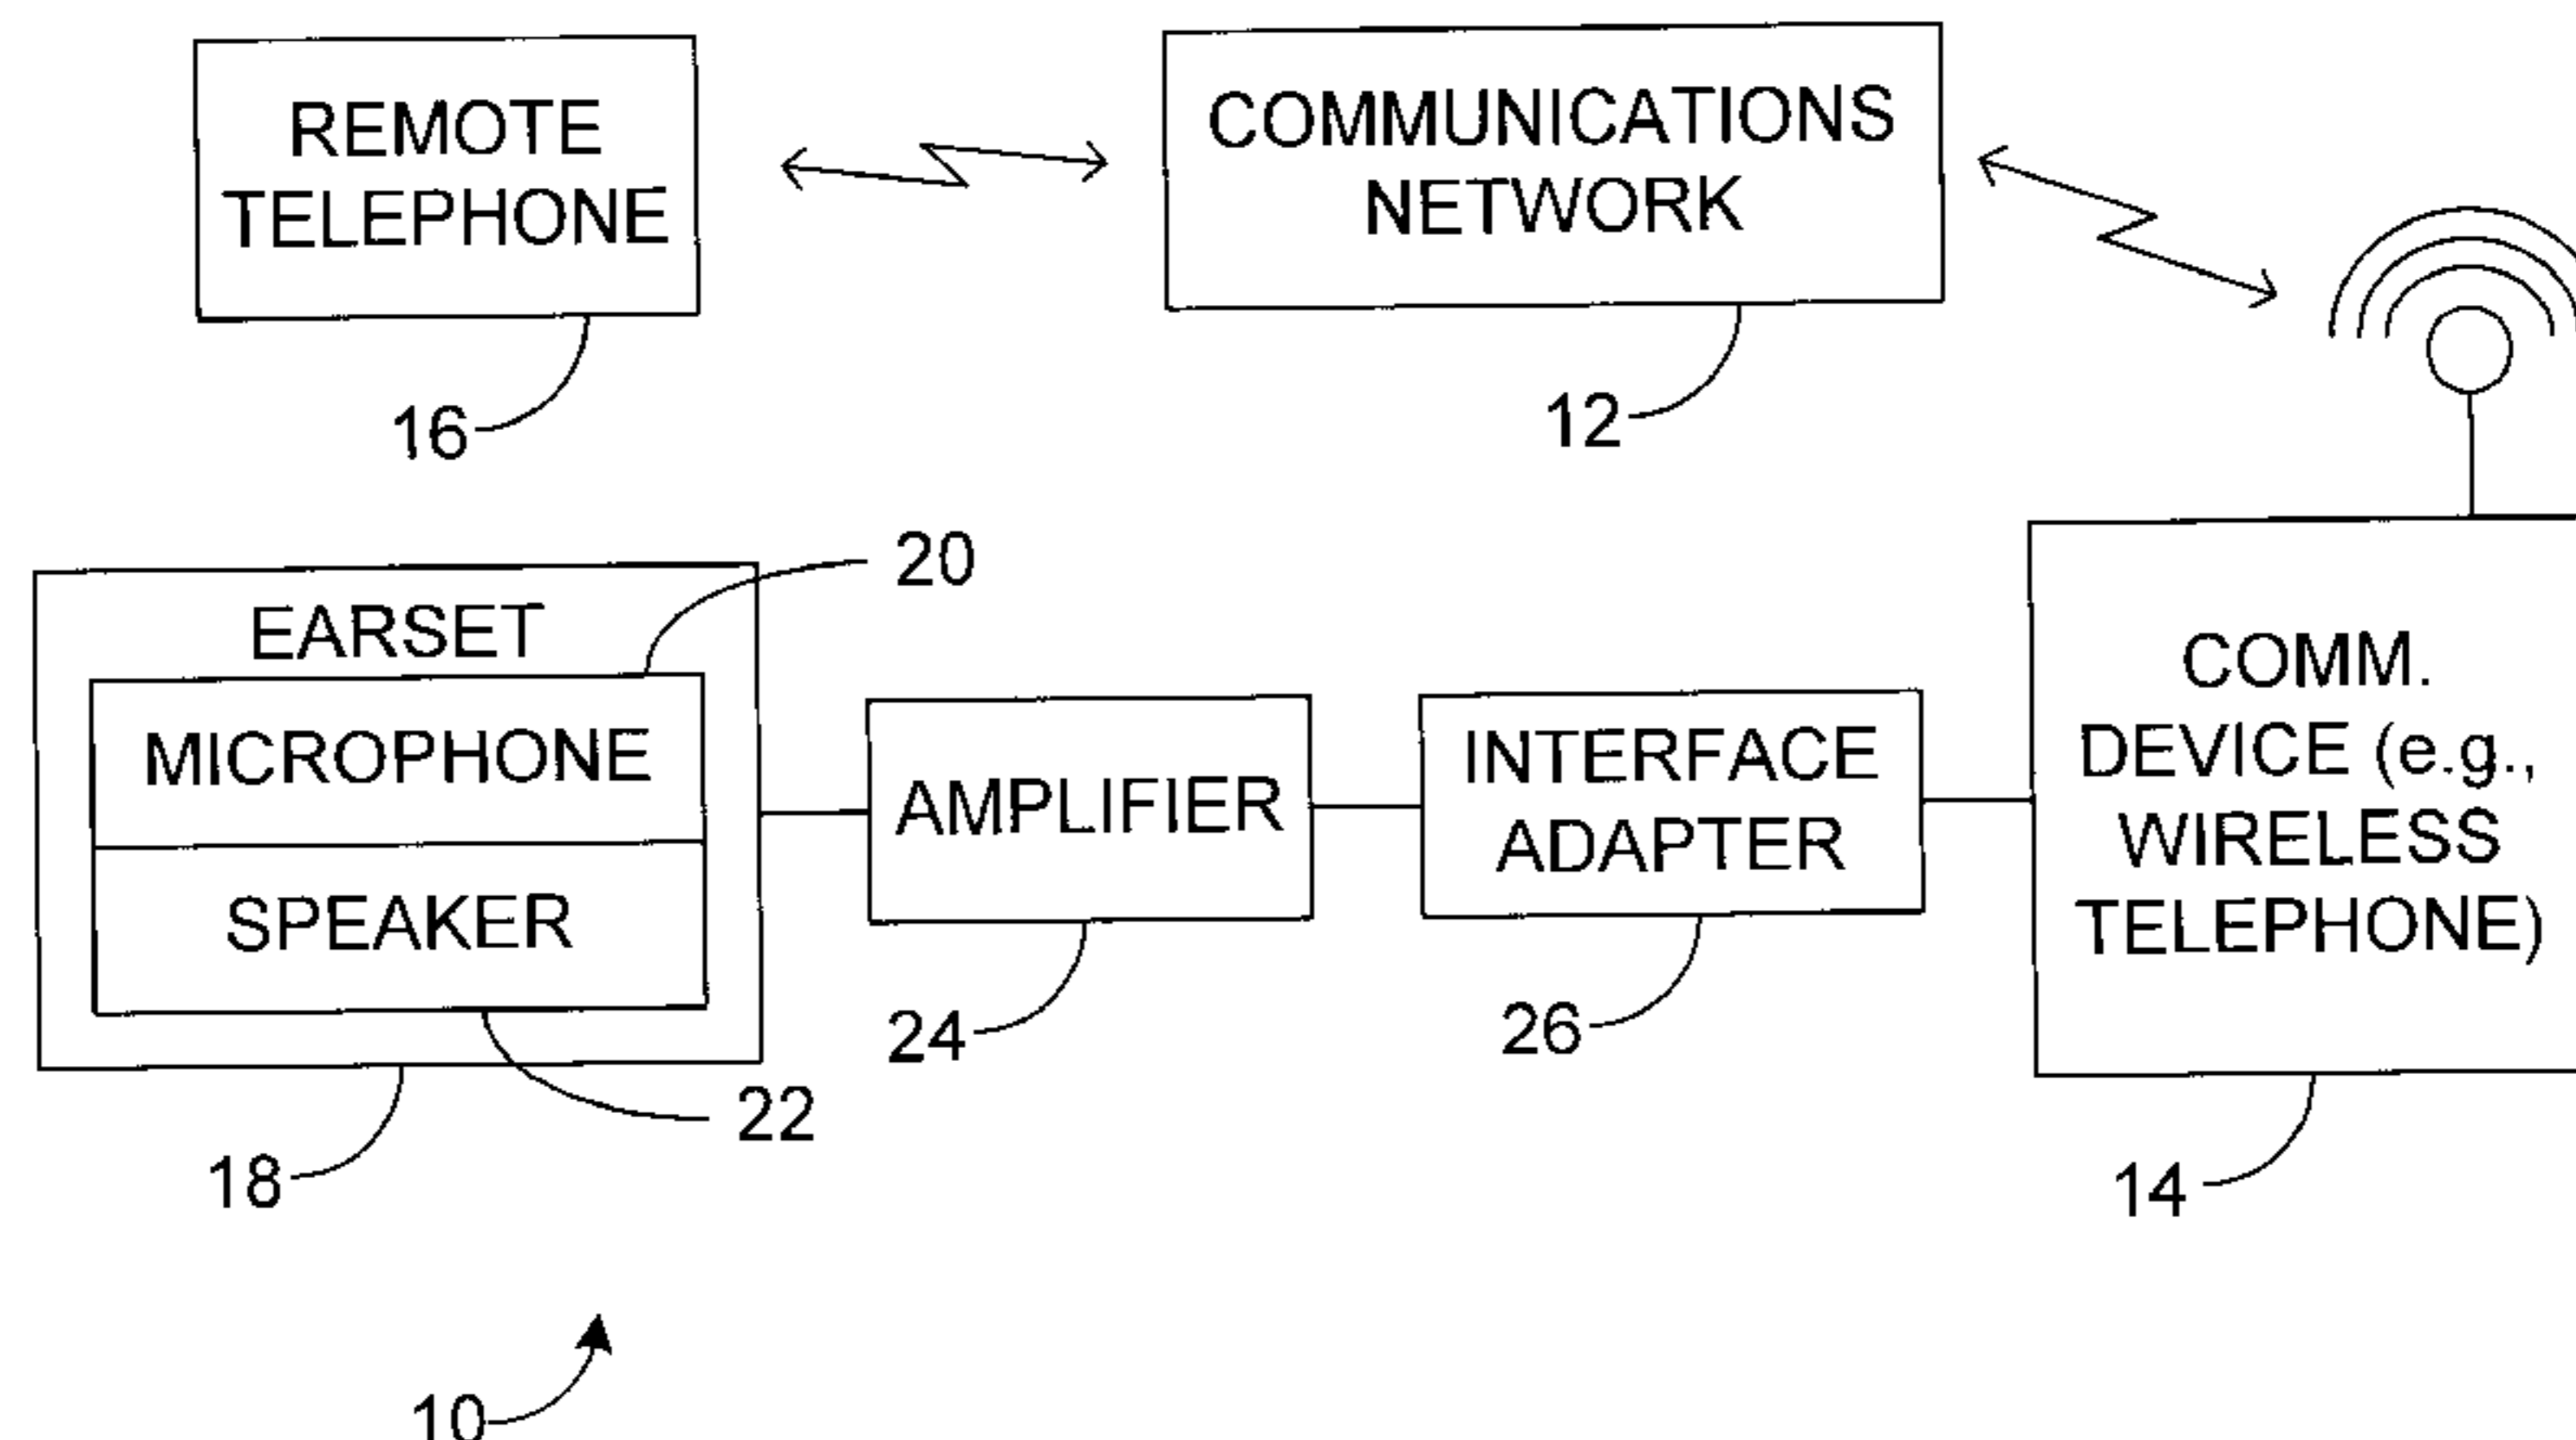 REMOTE
TELEPHONE
16
COMMUNICATIONS
NETWORK
12
EARSET
20
MICROPHONE
SPEAKER
22
18
AMPLIFIER
24
INTERFACE
ADAPTER
26
COMM.
DEVICE (e.g.,
WIRELESS
TELEPHONE)
14
10